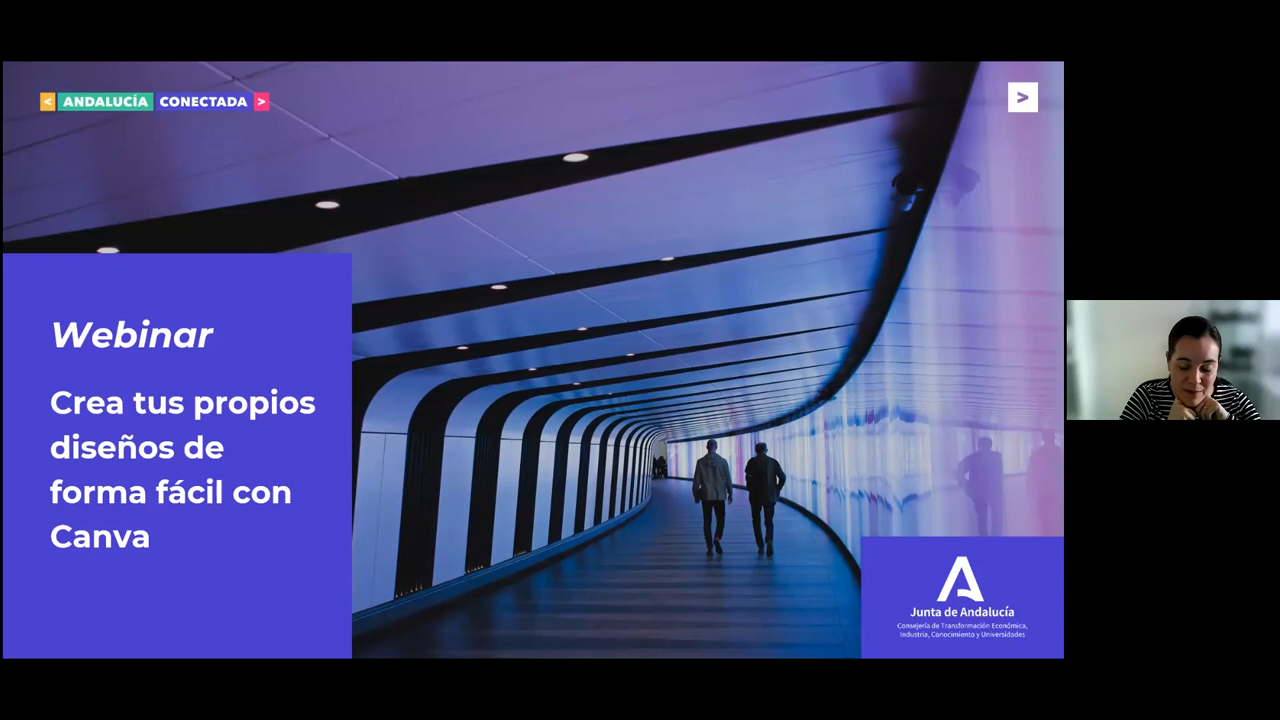 < ANDALUCÍA CONECTADA >
>
Webinar
Crea tus propios
diseños de
forma fácil con
Canva
Junta de Andalucía
Consejería de Transformación Económica,
Industria, Conocimiento y Universidades